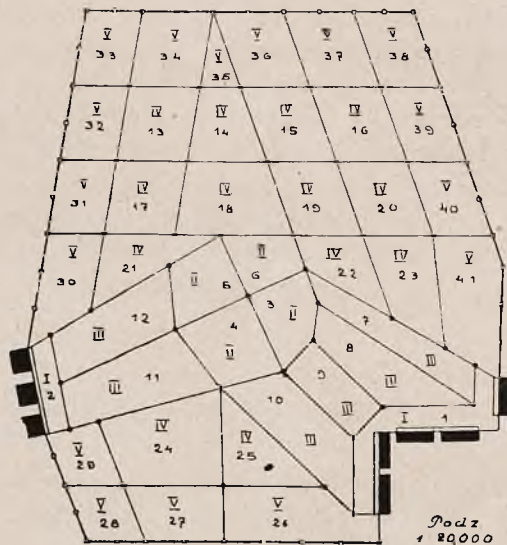 V V V V V V
33 34 35 36 37 38
V IV IV IV IV V
32 13 14 15 16 39
V IV IV IV IV V
31 17 18 19 20 40
V IV II II IV IV V
30 21 5 6 22 23 41
III 12 II 4 3 II 7
8 III
I 2 III 11 9 III III
10 I 1
IV 24 IV 25 III
V 29
V V V
28 27 26
Podz
1 20,000